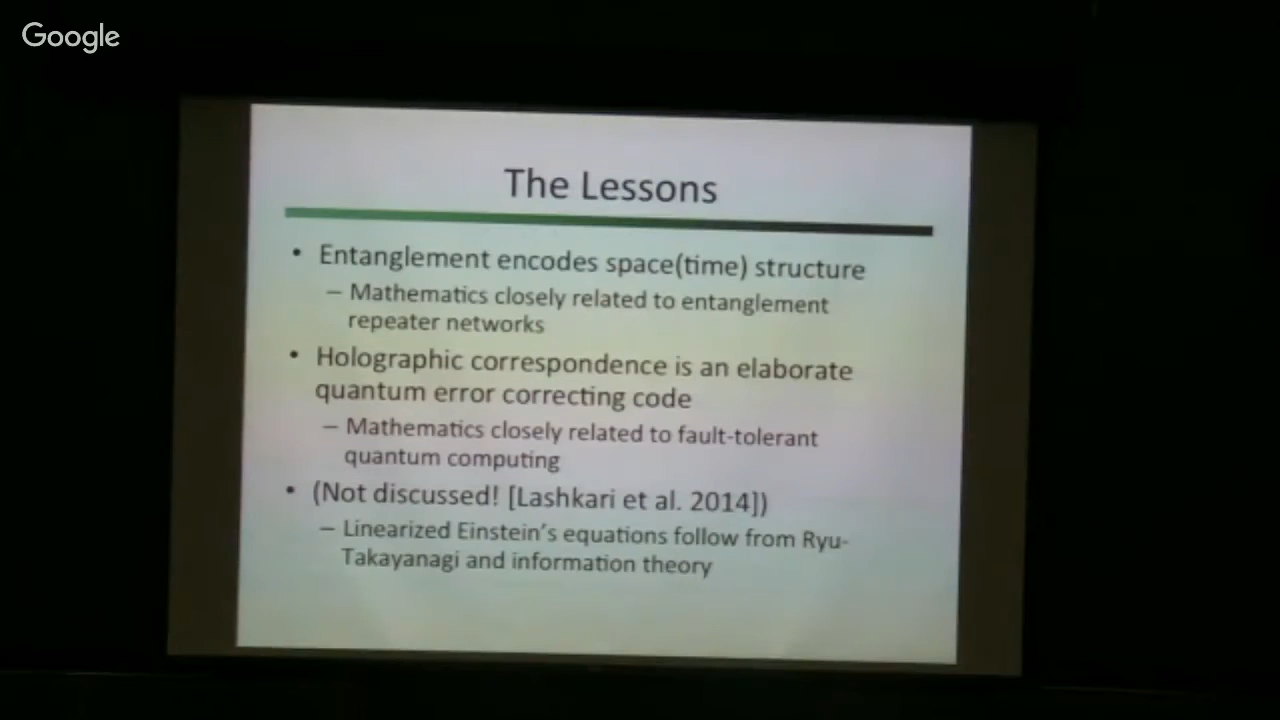 Google
The Lessons
• Entanglement encodes space(time) structure
– Mathematics closely related to entanglement
repeater networks
• Holographic correspondence is an elaborate
quantum error correcting code
– Mathematics closely related to fault-tolerant
quantum computing
• (Not discussed! [Lashkari et al. 2014])
– Linearized Einstein's equations follow from Ryu-
Takayanagi and information theory